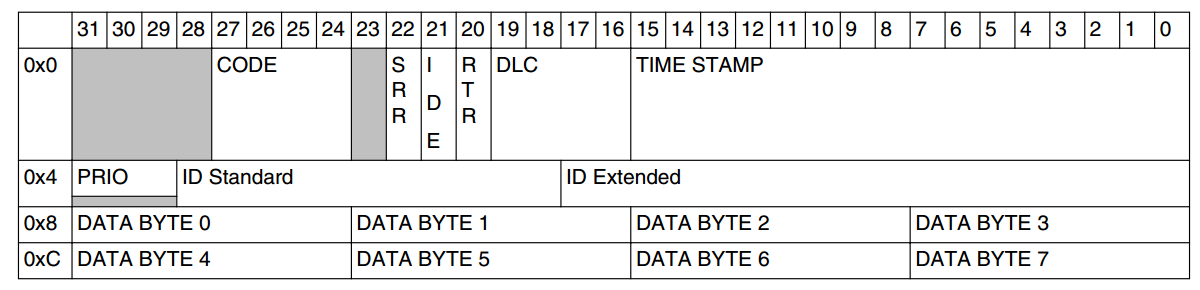 31 30 29 28 27 26 25 24 23 22 21 20 19 18 17 16 15 14 13 12 11 10 9 8 7 6 5 4 3 2 1 0
0x0 CODE SRR IDE RTR DLC TIME STAMP
0x4 PRIO ID Standard ID Extended
0x8 DATA BYTE 0 DATA BYTE 1 DATA BYTE 2 DATA BYTE 3
0xC DATA BYTE 4 DATA BYTE 5 DATA BYTE 6 DATA BYTE 7